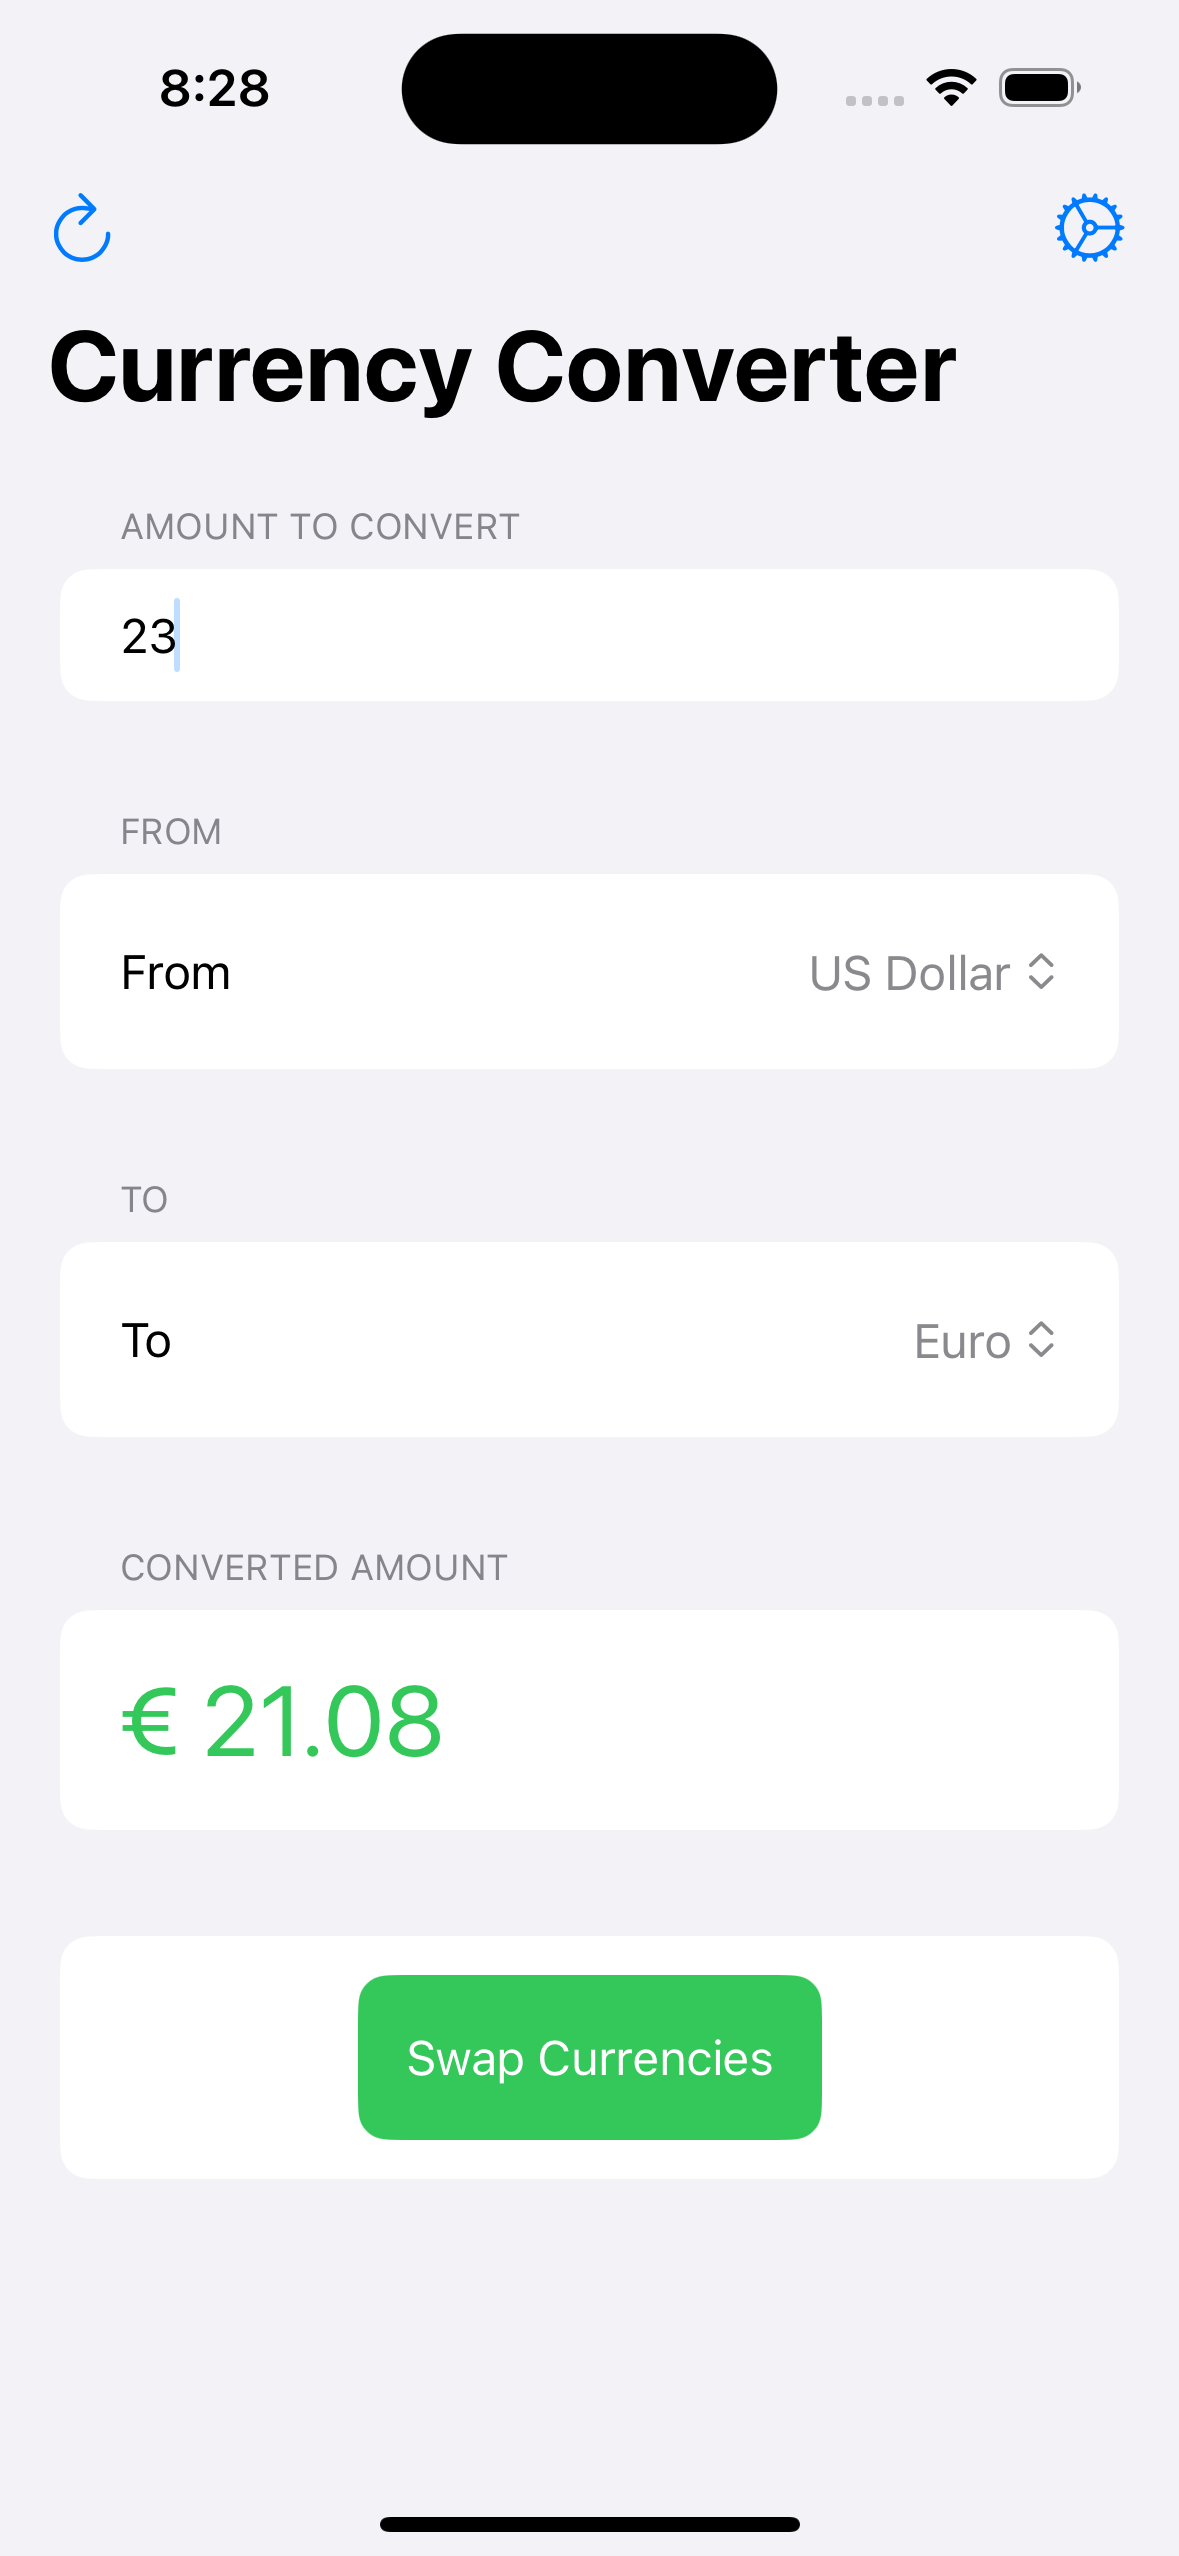 8:28
Currency Converter
AMOUNT TO CONVERT
23
FROM
From US Dollar
TO
To Euro
CONVERTED AMOUNT
€ 21.08
Swap Currencies